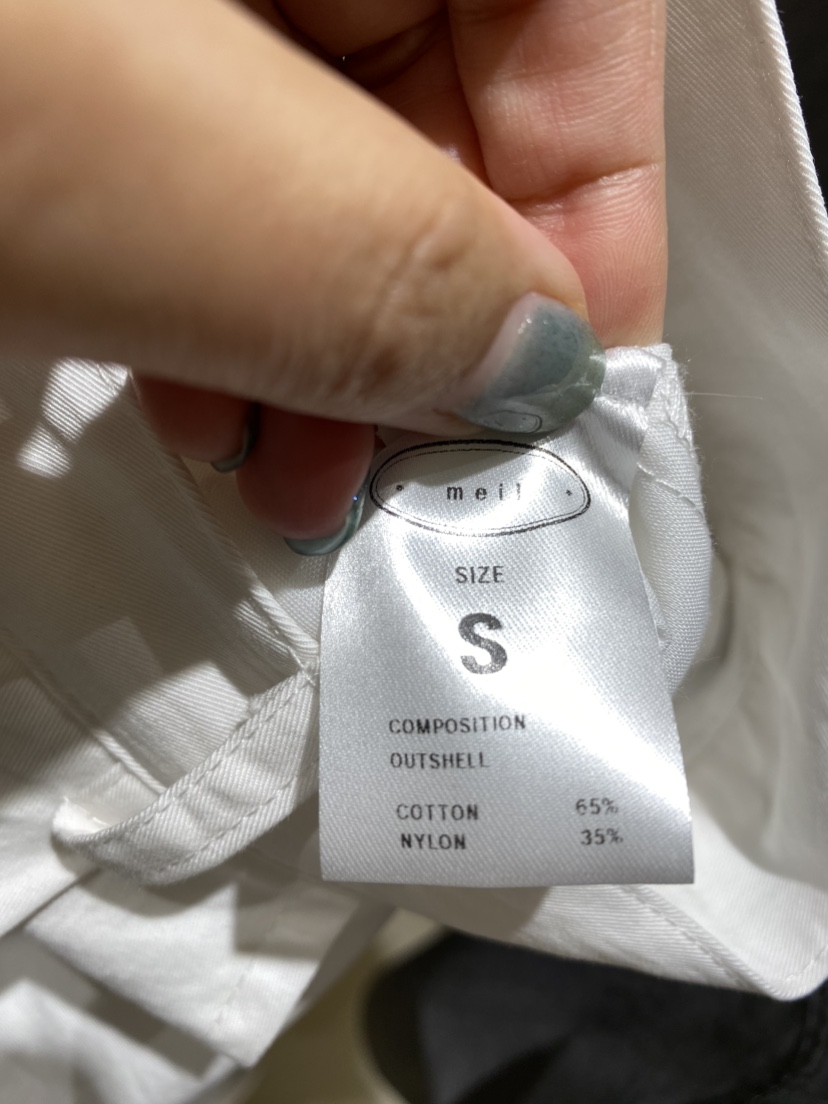 meil
SIZE
S
COMPOSITION
OUTSHELL
COTTON 65%
NYLON 35%